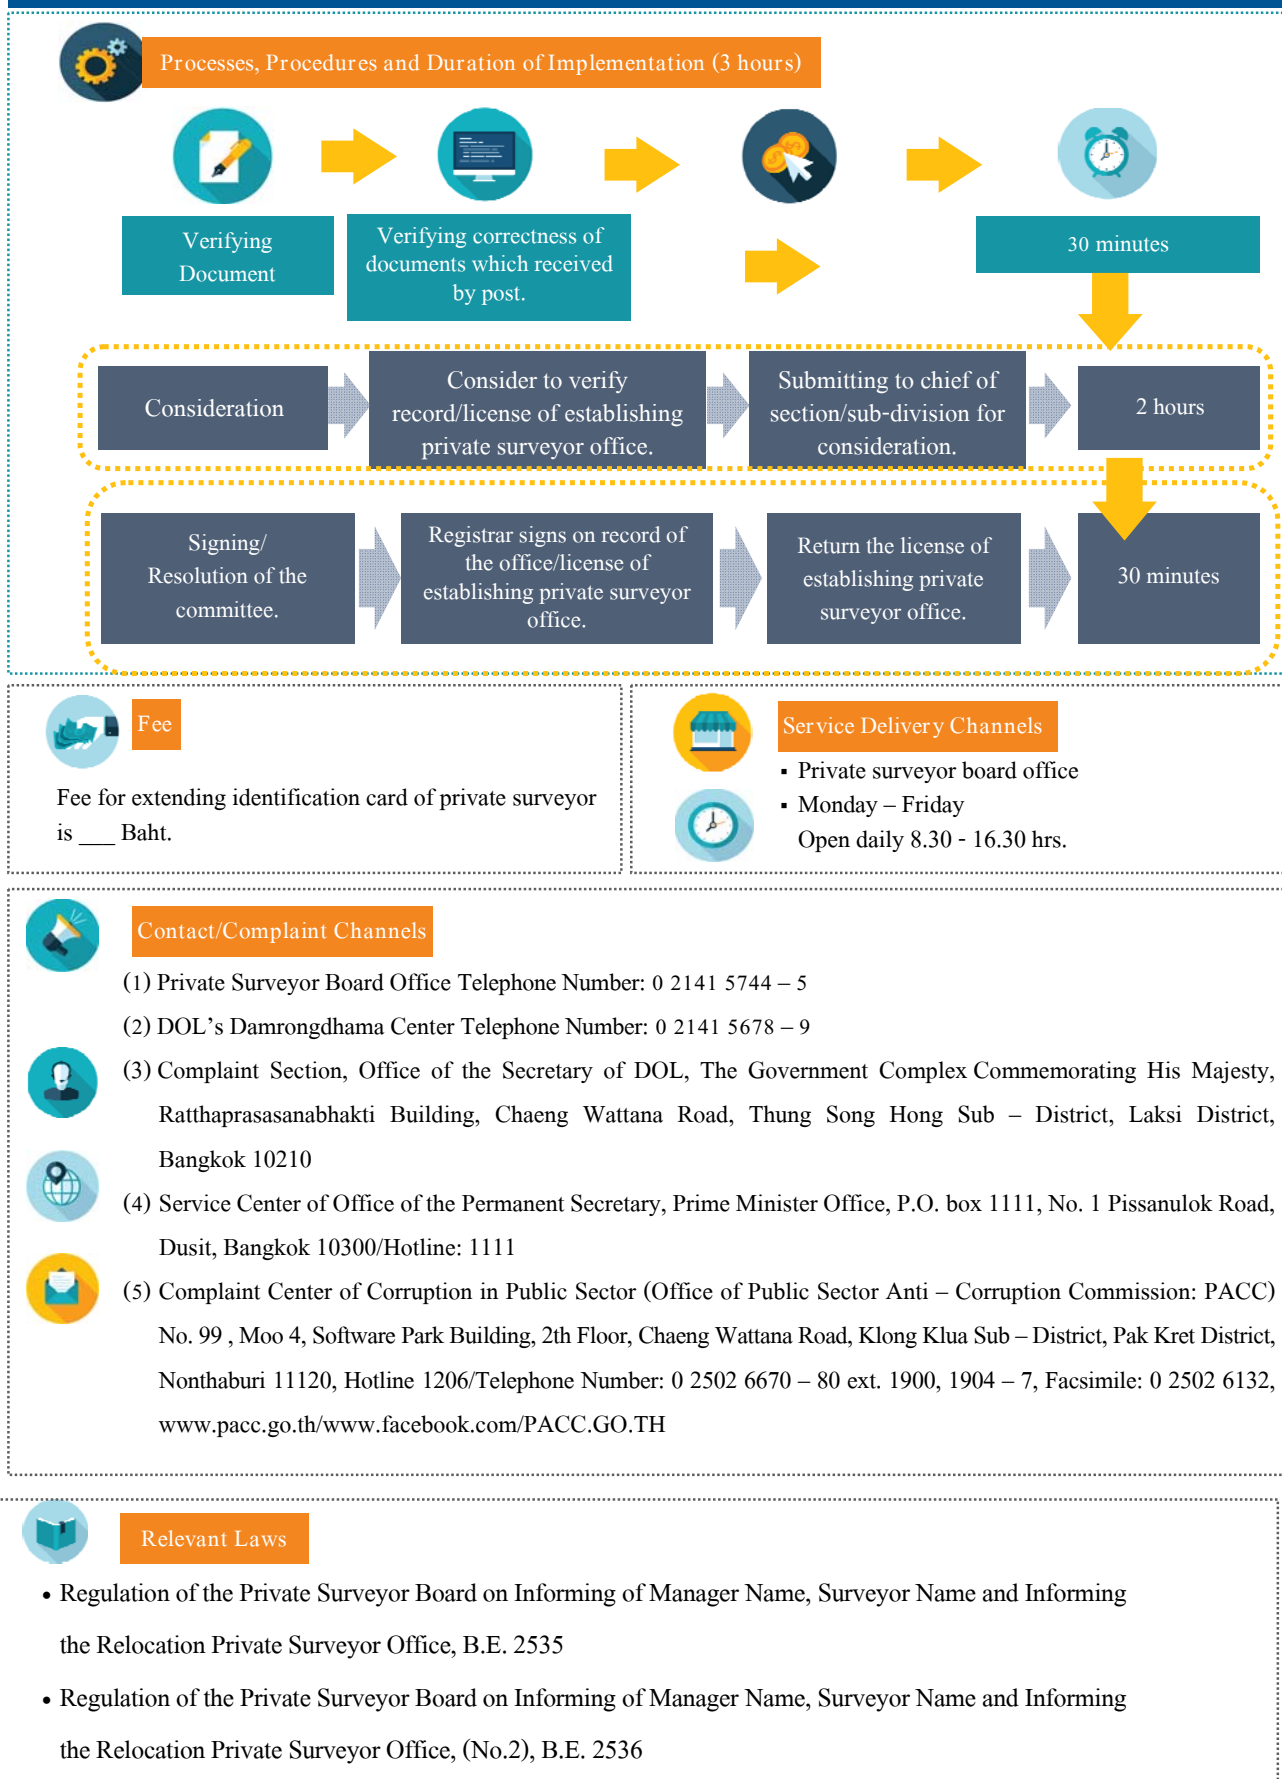 Processes, Procedures and Duration of Implementation (3 hours)
Verifying
Document
Verifying correctness of
documents which received
by post.
30 minutes
Consideration
Consider to verify
record/license of establishing
private surveyor office.
Submitting to chief of
section/sub-division for
consideration.
2 hours
Signing/
Resolution of the
committee.
Registrar signs on record of
the office/license of
establishing private surveyor
office.
Return the license of
establishing private
surveyor office.
30 minutes
Fee
Fee for extending identification card of private surveyor
is ___ Baht.
Service Delivery Channels
▪ Private surveyor board office
▪ Monday – Friday
Open daily 8.30 - 16.30 hrs.
Contact/Complaint Channels
(1) Private Surveyor Board Office Telephone Number: 0 2141 5744 – 5
(2) DOL’s Damrongdhama Center Telephone Number: 0 2141 5678 – 9
(3) Complaint Section, Office of the Secretary of DOL, The Government Complex Commemorating His Majesty,
Ratthaprasasanabhakti Building, Chaeng Wattana Road, Thung Song Hong Sub – District, Laksi District,
Bangkok 10210
(4) Service Center of Office of the Permanent Secretary, Prime Minister Office, P.O. box 1111, No. 1 Pissanulok Road,
Dusit, Bangkok 10300/Hotline: 1111
(5) Complaint Center of Corruption in Public Sector (Office of Public Sector Anti – Corruption Commission: PACC)
No. 99 , Moo 4, Software Park Building, 2th Floor, Chaeng Wattana Road, Klong Klua Sub – District, Pak Kret District,
Nonthaburi 11120, Hotline 1206/Telephone Number: 0 2502 6670 – 80 ext. 1900, 1904 – 7, Facsimile: 0 2502 6132,
www.pacc.go.th/www.facebook.com/PACC.GO.TH
Relevant Laws
• Regulation of the Private Surveyor Board on Informing of Manager Name, Surveyor Name and Informing
the Relocation Private Surveyor Office, B.E. 2535
• Regulation of the Private Surveyor Board on Informing of Manager Name, Surveyor Name and Informing
the Relocation Private Surveyor Office, (No.2), B.E. 2536